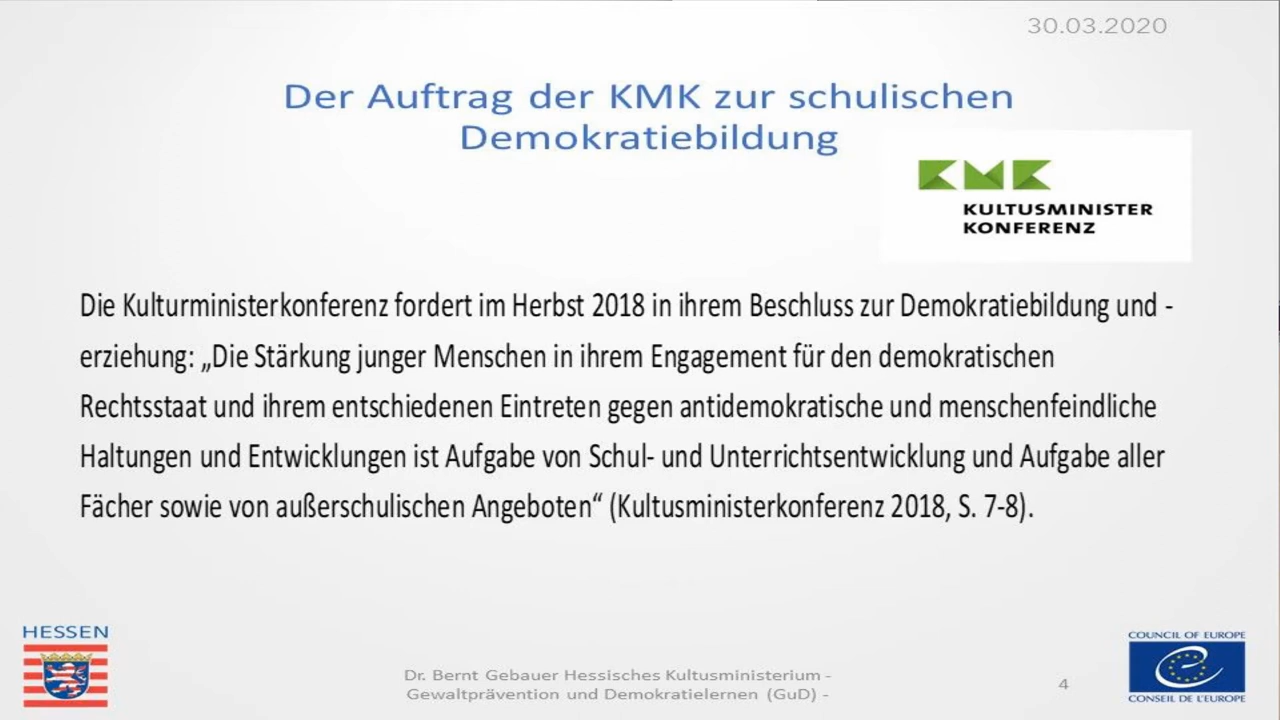 30.03.2020
Der Auftrag der KMK zur schulischen
Demokratiebildung
KMK
KULTUSMINISTER
KONFERENZ
Die Kulturministerkonferenz fordert im Herbst 2018 in ihrem Beschluss zur Demokratiebildung und -
erziehung: „Die Stärkung junger Menschen in ihrem Engagement für den demokratischen
Rechtsstaat und ihrem entschiedenen Eintreten gegen antidemokratische und menschenfeindliche
Haltungen und Entwicklungen ist Aufgabe von Schul- und Unterrichtsentwicklung und Aufgabe aller
Fächer sowie von außerschulischen Angeboten“ (Kultusministerkonferenz 2018, S. 7-8).
HESSEN
Dr. Bernt Gebauer Hessisches Kultusministerium -
Gewaltprävention und Demokratielernen (GuD) -
4
COUNCIL OF EUROPE
CONSEIL DE L'EUROPE